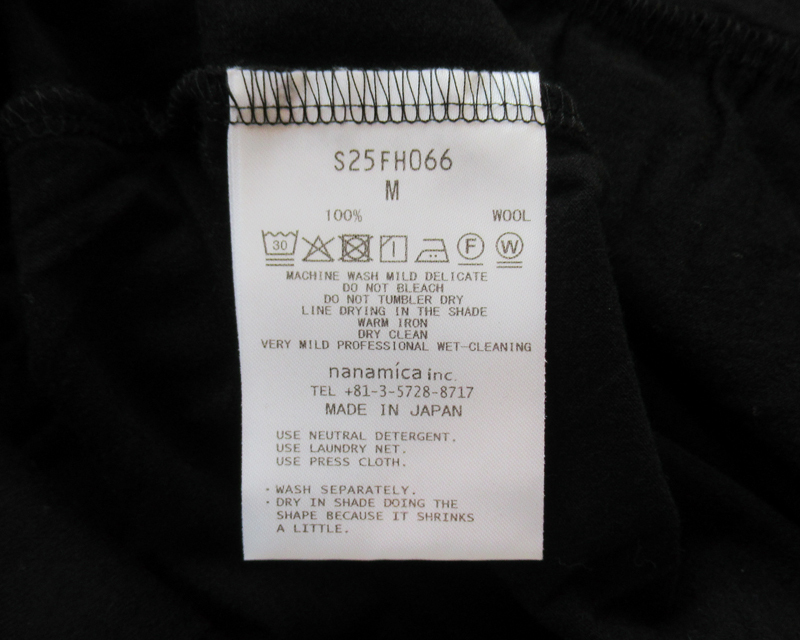 S25FH066
M
100% WOOL
30 F W
MACHINE WASH MILD DELICATE
DO NOT BLEACH
DO NOT TUMBLER DRY
LINE DRYING IN THE SHADE
WARM IRON
DRY CLEAN
VERY MILD PROFESSIONAL WET-CLEANING
nanamica inc.
TEL +81-3-5728-8717
MADE IN JAPAN
USE NEUTRAL DETERGENT.
USE LAUNDRY NET.
USE PRESS CLOTH.
・WASH SEPARATELY.
・DRY IN SHADE DOING THE
SHAPE BECAUSE IT SHRINKS
A LITTLE.